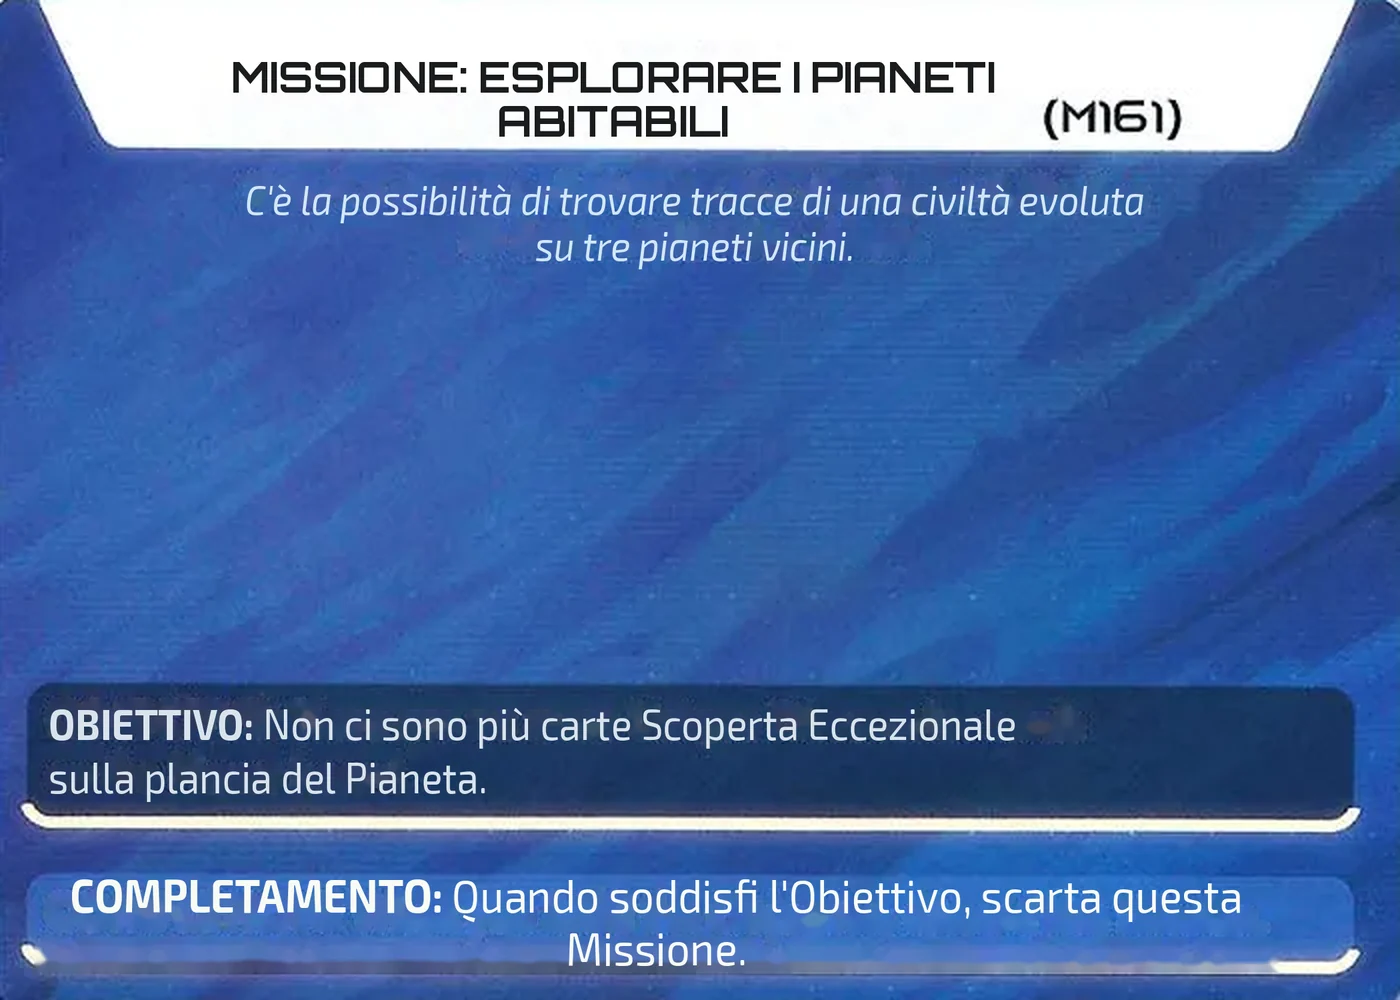 MISSIONE: ESPLORARE I PIANETI
ABITABILI
(M161)
C'è la possibilità di trovare tracce di una civiltà evoluta
su tre pianeti vicini.
OBIETTIVO: Non ci sono più carte Scoperta Eccezionale
sulla plancia del Pianeta.
COMPLETAMENTO: Quando soddisfi l'Obiettivo, scarta questa
Missione.